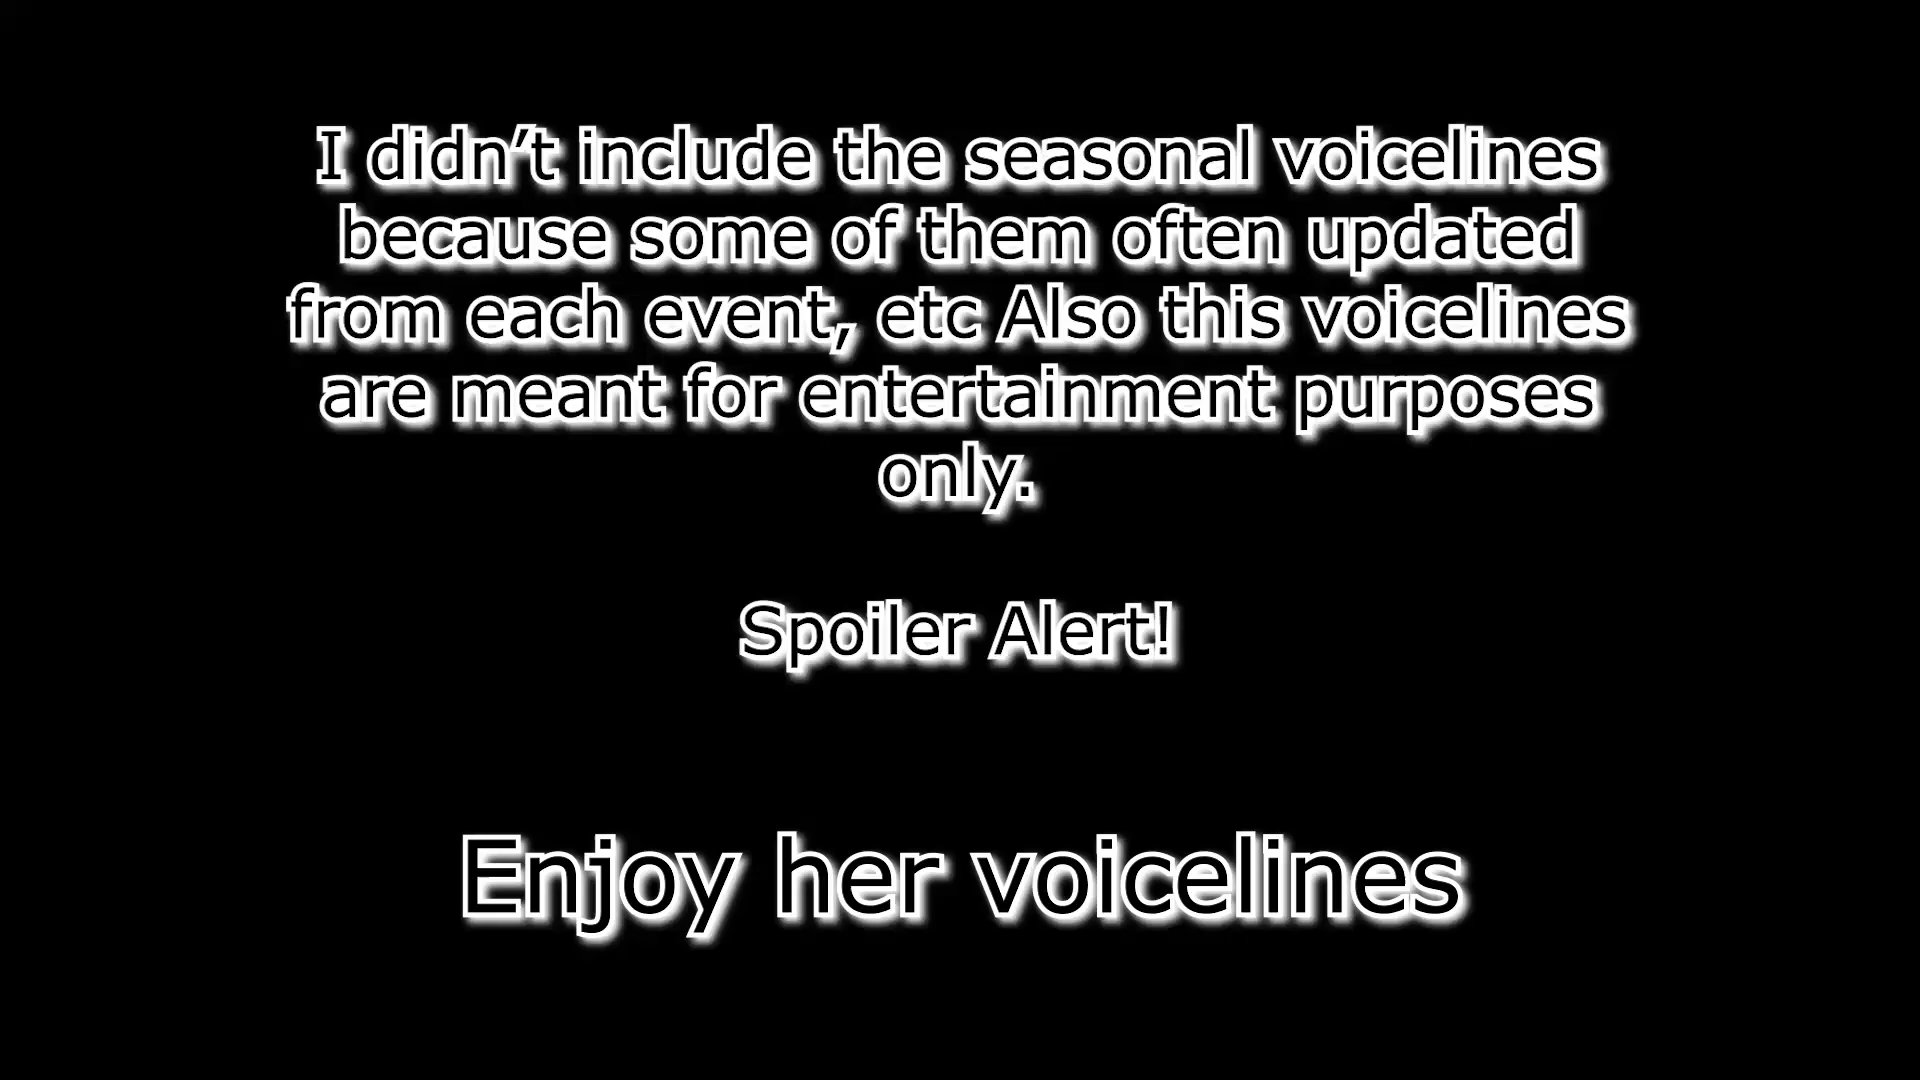 I didn’t include the seasonal voicelines
because some of them often updated
from each event, etc Also this voicelines
are meant for entertainment purposes
only.
Spoiler Alert!
Enjoy her voicelines